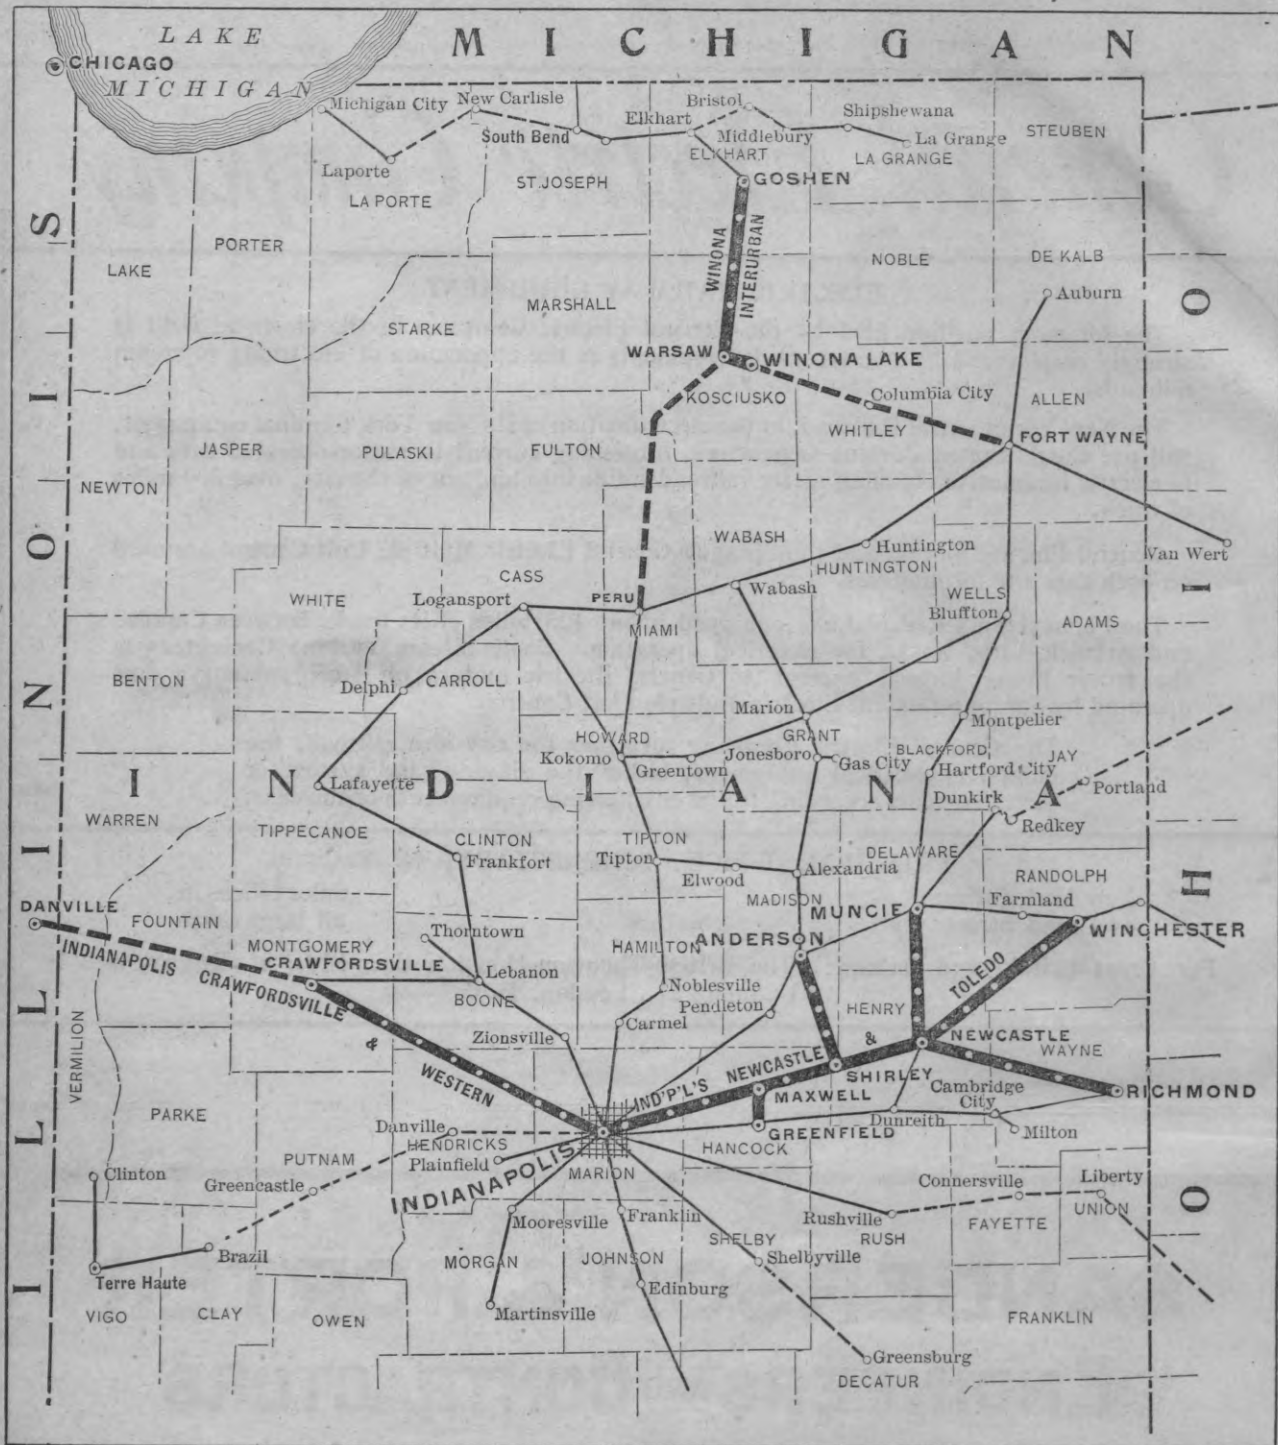 LAKE
MICHIGAN
CHICAGO
MICHIGAN
Michigan City
New Carlisle
South Bend
Elkhart
Bristol
Middlebury
Shipshewana
La Grange
STEUBEN
Laporte
LA PORTE
ST. JOSEPH
ELKHART
LA GRANGE
GOSHEN
PORTER
LAKE
STARKE
MARSHALL
WINONA
INTERURBAN
NOBLE
DE KALB
Auburn
WARSAW
WINONA LAKE
KOSCIUSKO
Columbia City
ALLEN
WHITLEY
FORT WAYNE
NEWTON
JASPER
PULASKI
FULTON
WABASH
Huntington
HUNTINGTON
Van Wert
WHITE
CASS
Logansport
PERU
MIAMI
Wabash
WELLS
Bluffton
ADAMS
BENTON
Delphi
CARROLL
Marion
GRANT
Montpelier
HOWARD
Kokomo
Greentown
Jonesboro
Gas City
BLACKFORD
Hartford City
JAY
Portland
INDIANA
Lafayette
Dunkirk
Redkey
WARREN
TIPPECANOE
CLINTON
Frankfort
TIPTON
Tipton
Elwood
Alexandria
DELAWARE
RANDOLPH
MADISON
MUNCIE
Farmland
WINCHESTER
DANVILLE
FOUNTAIN
MONTGOMERY
CRAWFORDSVILLE
Thorntown
Lebanon
BOONE
HAMILTON
ANDERSON
Noblesville
Pendleton
TOLEDO
INDIANAPOLIS
CRAWFORDSVILLE
&
WESTERN
Zionsville
Carmel
HENRY
NEWCASTLE
WAYNE
IND'P'L'S
NEWCASTLE
&
SHIRLEY
RICHMOND
VERMILION
PARKE
MAXWELL
Cambridge
City
Dunreith
Milton
Danville
HENDRICKS
Plainfield
GREENFIELD
HANCOCK
PUTNAM
Greencastle
INDIANAPOLIS
MARION
Clinton
Connersville
Liberty
UNION
Mooresville
Franklin
Rushville
RUSH
FAYETTE
Brazil
Terre Haute
MORGAN
JOHNSON
SHELBY
Shelbyville
Edinburg
Martinsville
VIGO
CLAY
OWEN
FRANKLIN
Greensburg
DECATUR
ILLINOIS
OHIO